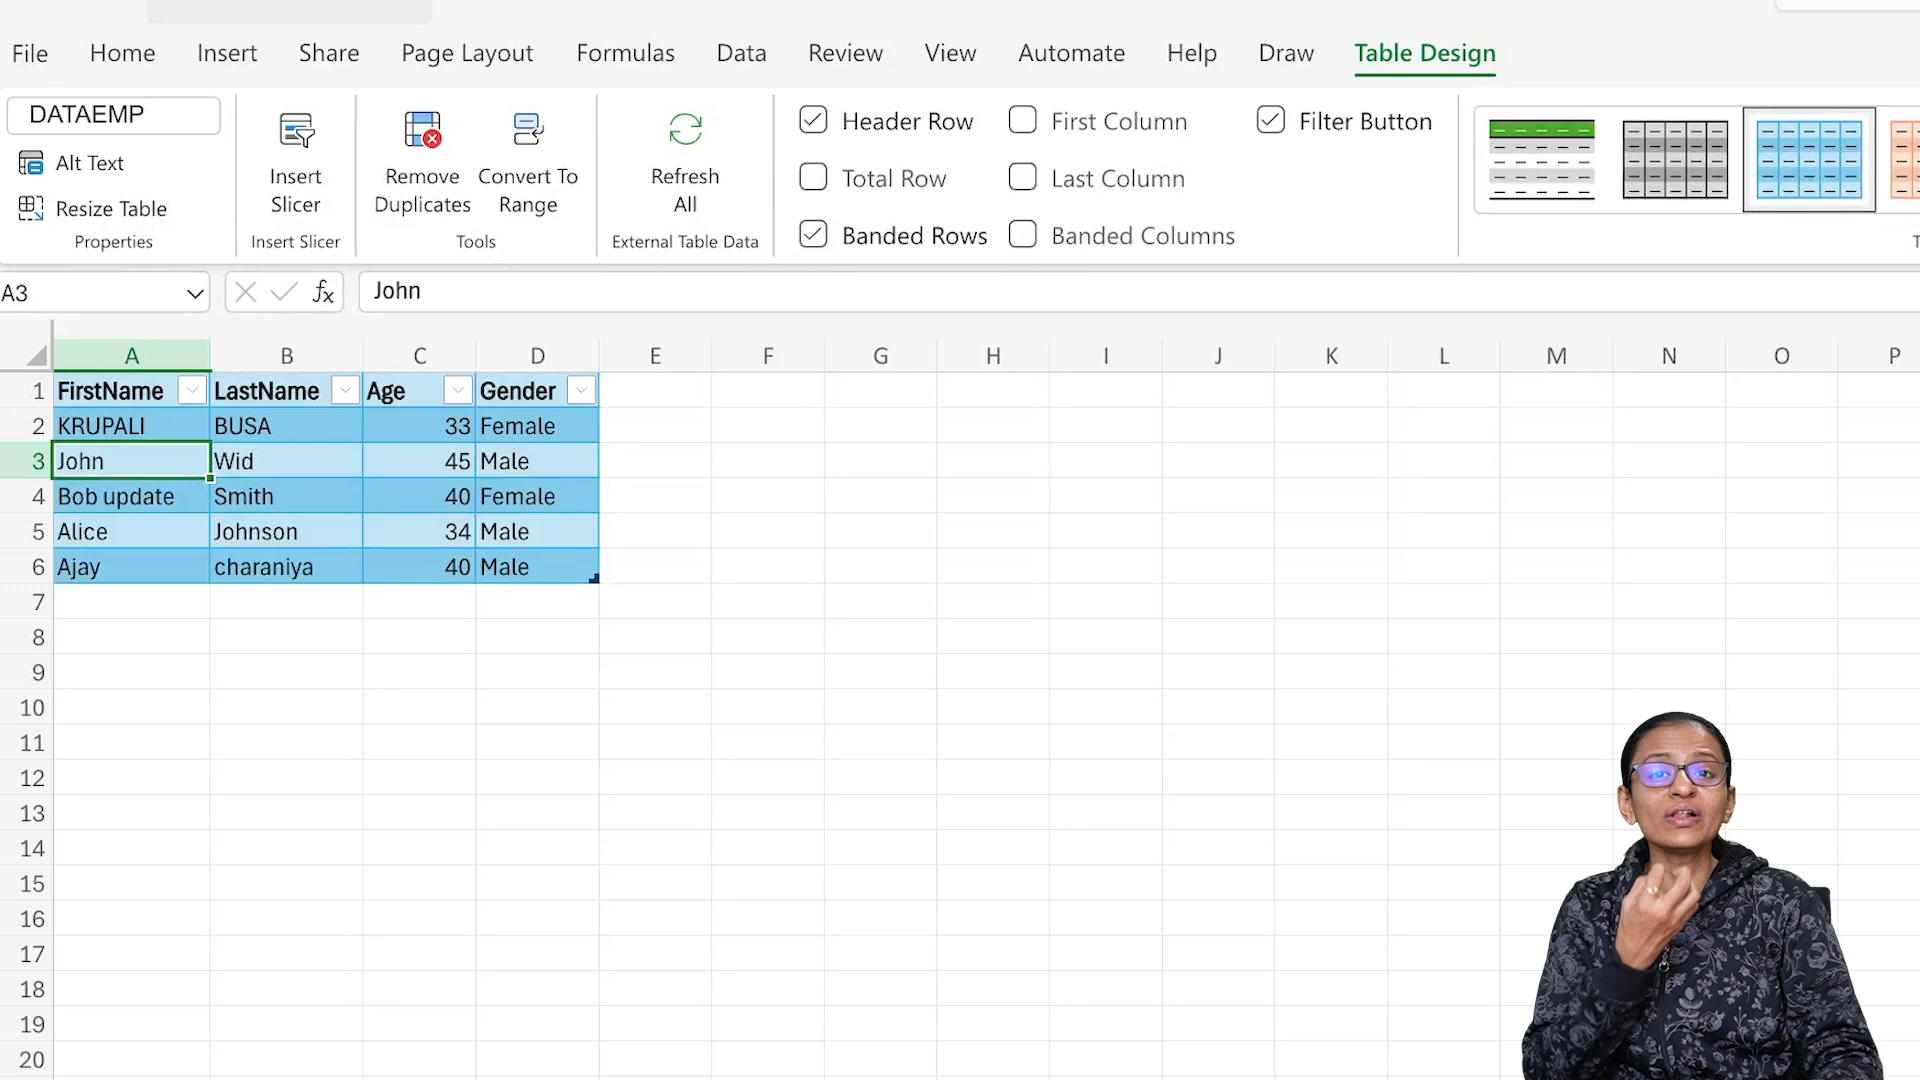 File Home Insert Share Page Layout Formulas Data Review View Automate Help Draw Table Design
DATAEMP
Alt Text
Resize Table
Properties
Insert Slicer
Insert Slicer
Remove Duplicates
Convert To Range
Tools
Refresh All
External Table Data
Header Row First Column Filter Button
Total Row Last Column
Banded Rows Banded Columns
A3 fx John
A B C D E F G H I J K L M N O P
1 FirstName LastName Age Gender
2 KRUPALI BUSA 33 Female
3 John Wid 45 Male
4 Bob update Smith 40 Female
5 Alice Johnson 34 Male
6 Ajay charaniya 40 Male
7
8
9
10
11
12
13
14
15
16
17
18
19
20